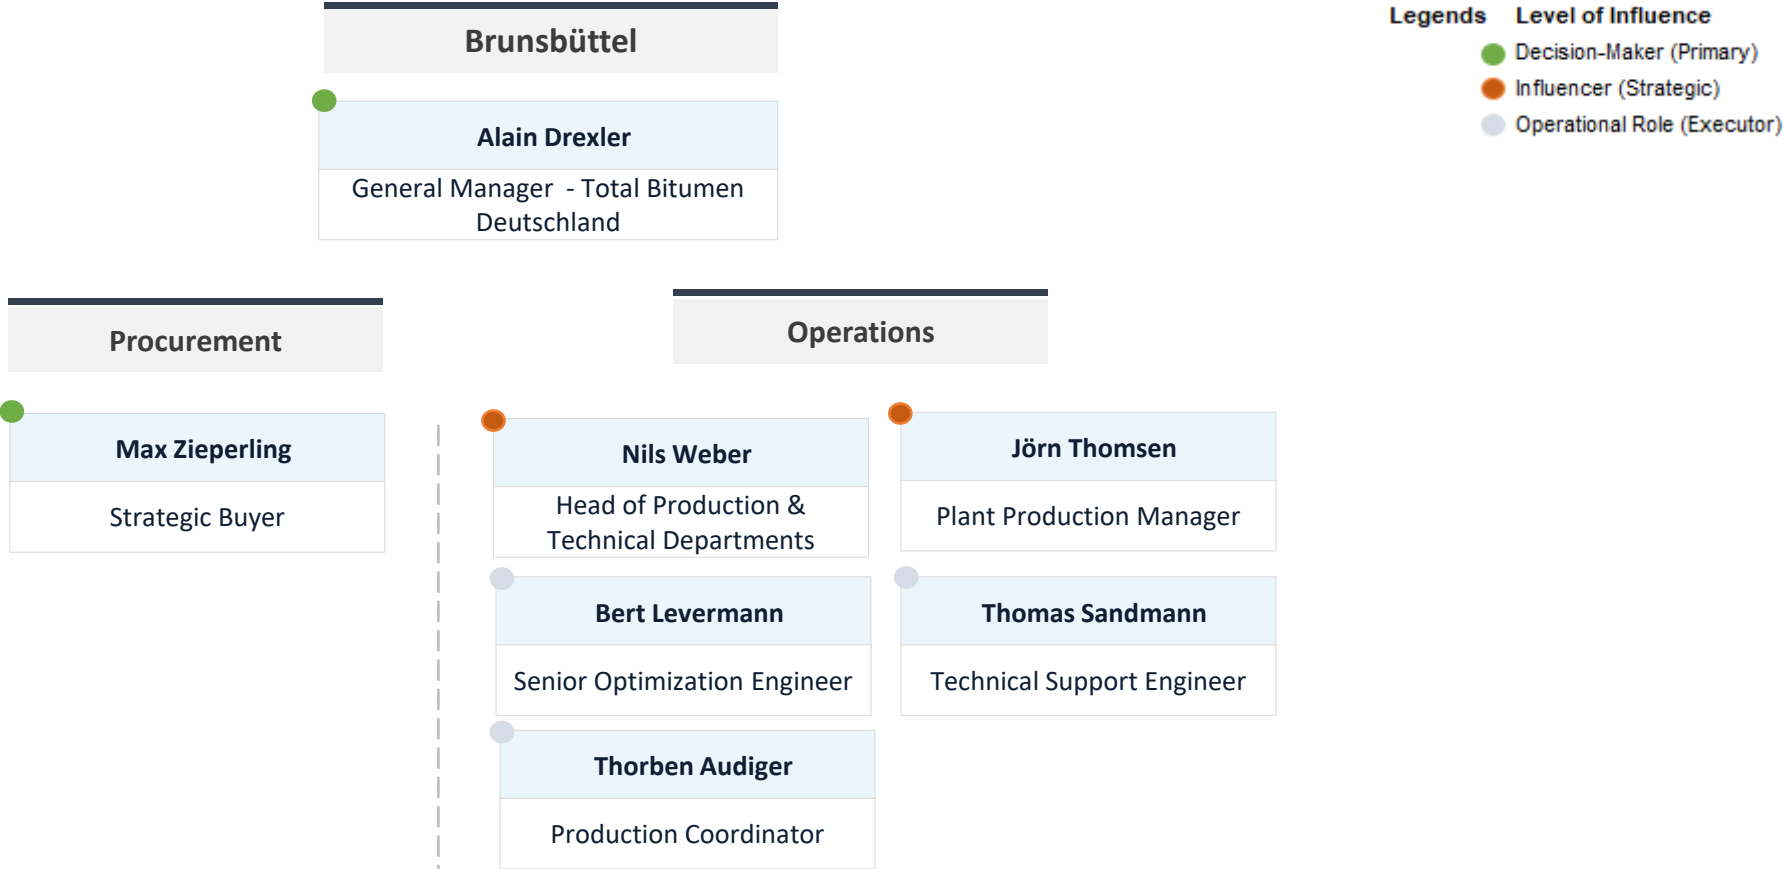 Brunsbüttel
Legends Level of Influence
Decision-Maker (Primary)
Influencer (Strategic)
Operational Role (Executor)
Alain Drexler
General Manager - Total Bitumen
Deutschland
Procurement
Operations
Max Zieperling
Strategic Buyer
Nils Weber
Head of Production &
Technical Departments
Jörn Thomsen
Plant Production Manager
Bert Levermann
Senior Optimization Engineer
Thomas Sandmann
Technical Support Engineer
Thorben Audiger
Production Coordinator